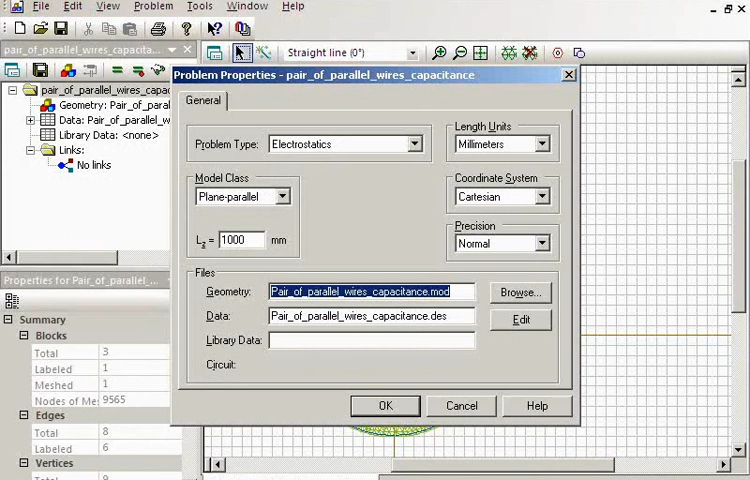 File Edit View Problem Tools Window Help
pair_of_parallel_wires_capacita...
Straight line (0°)
Problem Properties - pair_of_parallel_wires_capacitance
pair_of_parallel_wires_capac
Geometry: Pair_of_paral
Data: Pair_of_parallel_w
Library Data: <none>
Links:
No links
General
Problem Type: Electrostatics
Length Units
Millimeters
Model Class
Plane-parallel
Lz = 1000 mm
Coordinate System
Cartesian
Precision
Normal
Files
Geometry: Pair_of_parallel_wires_capacitance.mod Browse...
Data: Pair_of_parallel_wires_capacitance.des Edit
Library Data:
Circuit:
OK Cancel Help
Properties for Pair_of_parallel_
Summary
Blocks
Total 3
Labeled 1
Meshed 1
Nodes of Me 9565
Edges
Total 8
Labeled 6
Vertices